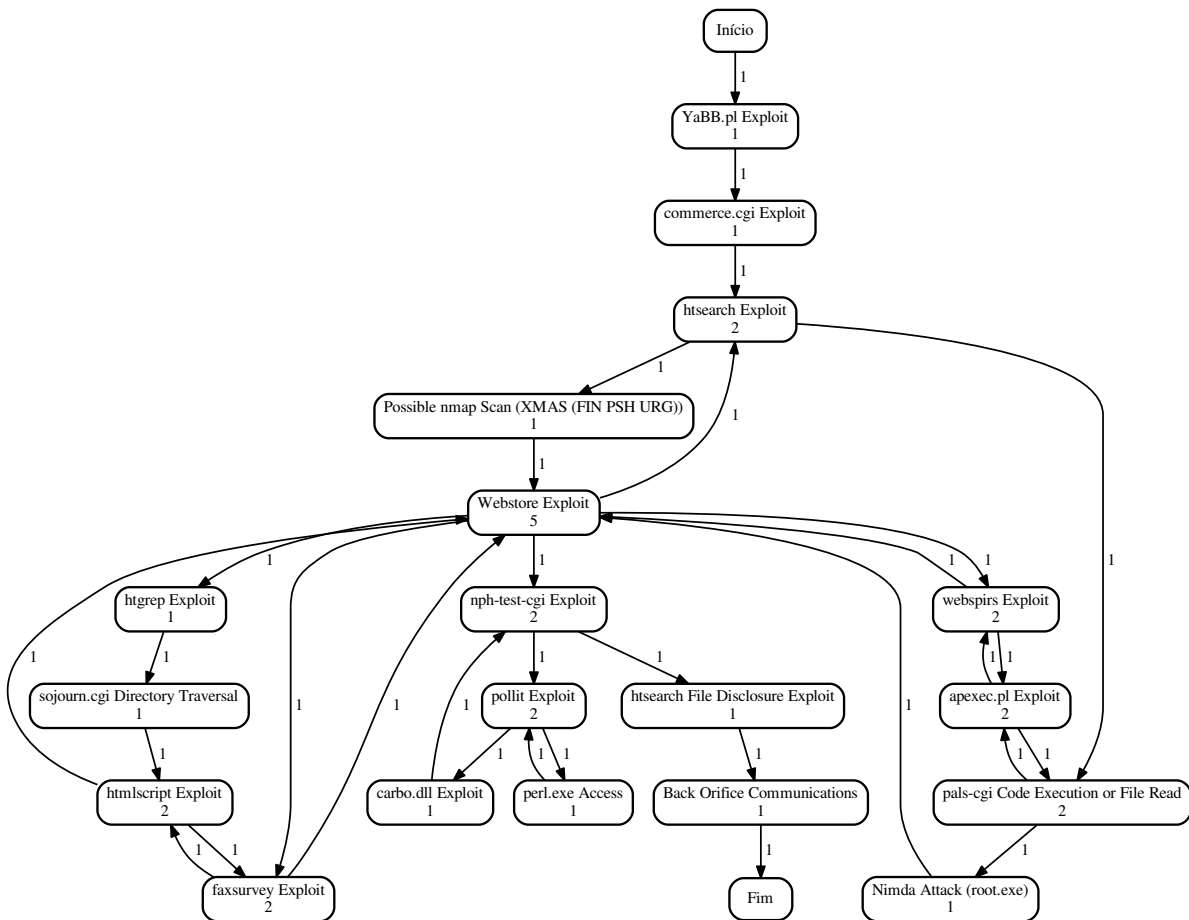 Início
1
YaBB.pl Exploit
1
1
commerce.cgi Exploit
1
1
htsearch Exploit
2
1
Possible nmap Scan (XMAS (FIN PSH URG))
1
1
1
Webstore Exploit
5
1
1
1
1
1
htgrep Exploit
1
nph-test-cgi Exploit
2
webspirs Exploit
2
1
1
1
1
1
1
1
1
1
1
sojourn.cgi Directory Traversal
1
pollit Exploit
2
htsearch File Disclosure Exploit
1
apexec.pl Exploit
2
1
1
1
1
1
1
1
1
htmlscript Exploit
2
carbo.dll Exploit
1
perl.exe Access
1
Back Orifice Communications
1
pals-cgi Code Execution or File Read
2
1
1
1
1
faxsurvey Exploit
2
Fim
Nimda Attack (root.exe)
1